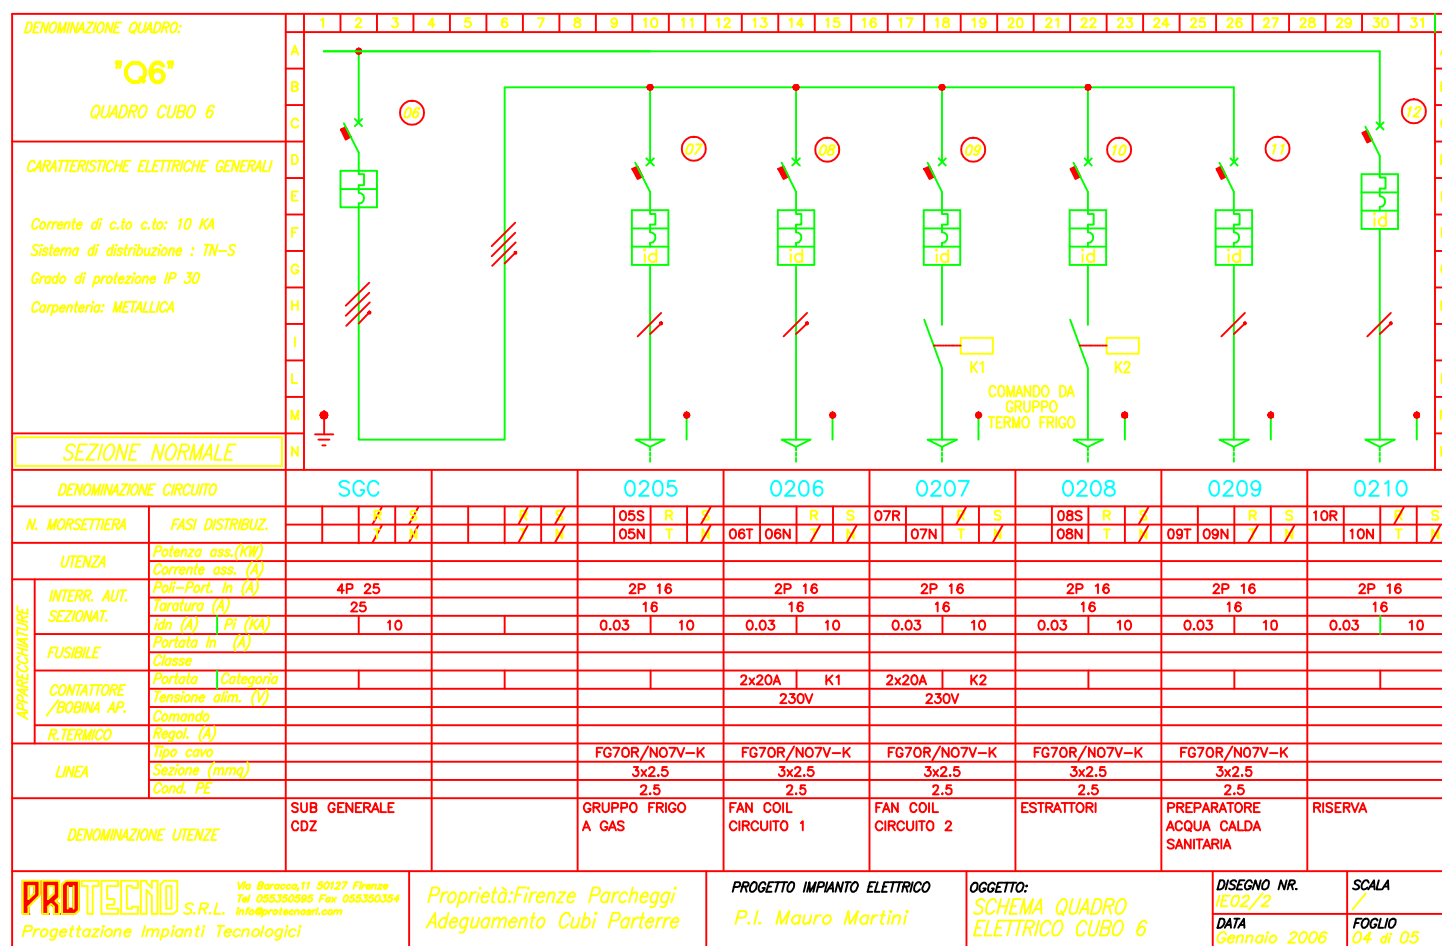 DENOMINAZIONE QUADRO:
"Q6"
QUADRO CUBO 6
CARATTERISTICHE ELETTRICHE GENERALI
Corrente di c.to c.to: 10 KA
Sistema di distribuzione : TN-S
Grado di protezione IP 30
Carpenteria: METALLICA
SEZIONE NORMALE
1 2 3 4 5 6 7 8 9 10 11 12 13 14 15 16 17 18 19 20 21 22 23 24 25 26 27 28 29 30 31
A
B
C
D
E
F
G
H
I
L
M
N
06
07
08
09
10
11
12
id id id id id id
K1
K2
COMANDO DA
GRUPPO
TERMO FRIGO
DENOMINAZIONE CIRCUITO SGC 0205 0206 0207 0208 0209 0210
N. MORSETTIERA FASI DISTRIBUZ.
R S R S 05S R S R S 07R R S 08S R S R S 10R R S
T N T N 05N T N 06T 06N T N 07N T N 08N T N 09T 09N T N 10N T N
UTENZA
Potenza ass.(KW)
Corrente ass. (A)
APPARECCHIATURE
INTERR. AUT.
SEZIONAT.
Poli-Port. In (A) 4P 25 2P 16 2P 16 2P 16 2P 16 2P 16 2P 16
Taratura (A) 25 16 16 16 16 16 16
Idn (A) PI (KA) 10 0.03 10 0.03 10 0.03 10 0.03 10 0.03 10 0.03 10
FUSIBILE
Portata In (A)
Classe
CONTATTORE
/BOBINA AP.
Portata Categoria 2x20A K1 2x20A K2
Tensione alim. (V) 230V 230V
Comando
R.TERMICO Regol. (A)
LINEA
Tipo cavo FG7OR/NO7V-K FG7OR/NO7V-K FG7OR/NO7V-K FG7OR/NO7V-K FG7OR/NO7V-K
Sezione (mmq) 3x2.5 3x2.5 3x2.5 3x2.5 3x2.5
Cond. PE 2.5 2.5 2.5 2.5 2.5
DENOMINAZIONE UTENZE
SUB GENERALE
CDZ
GRUPPO FRIGO
A GAS
FAN COIL
CIRCUITO 1
FAN COIL
CIRCUITO 2
ESTRATTORI
PREPARATORE
ACQUA CALDA
SANITARIA
RISERVA
PROTECNO S.R.L.
Via Baracca,11 50127 Firenze
info@protecnosrl.com
Progettazione Impianti Tecnologici
Proprietà:Firenze Parcheggi
Adeguamento Cubi Parterre
PROGETTO IMPIANTO ELETTRICO
P.I. Mauro Martini
OGGETTO:
SCHEMA QUADRO
ELETTRICO CUBO 6
DISEGNO NR.
IE02/2
SCALA
/
DATA
Gennaio 2006
FOGLIO
04 di 05